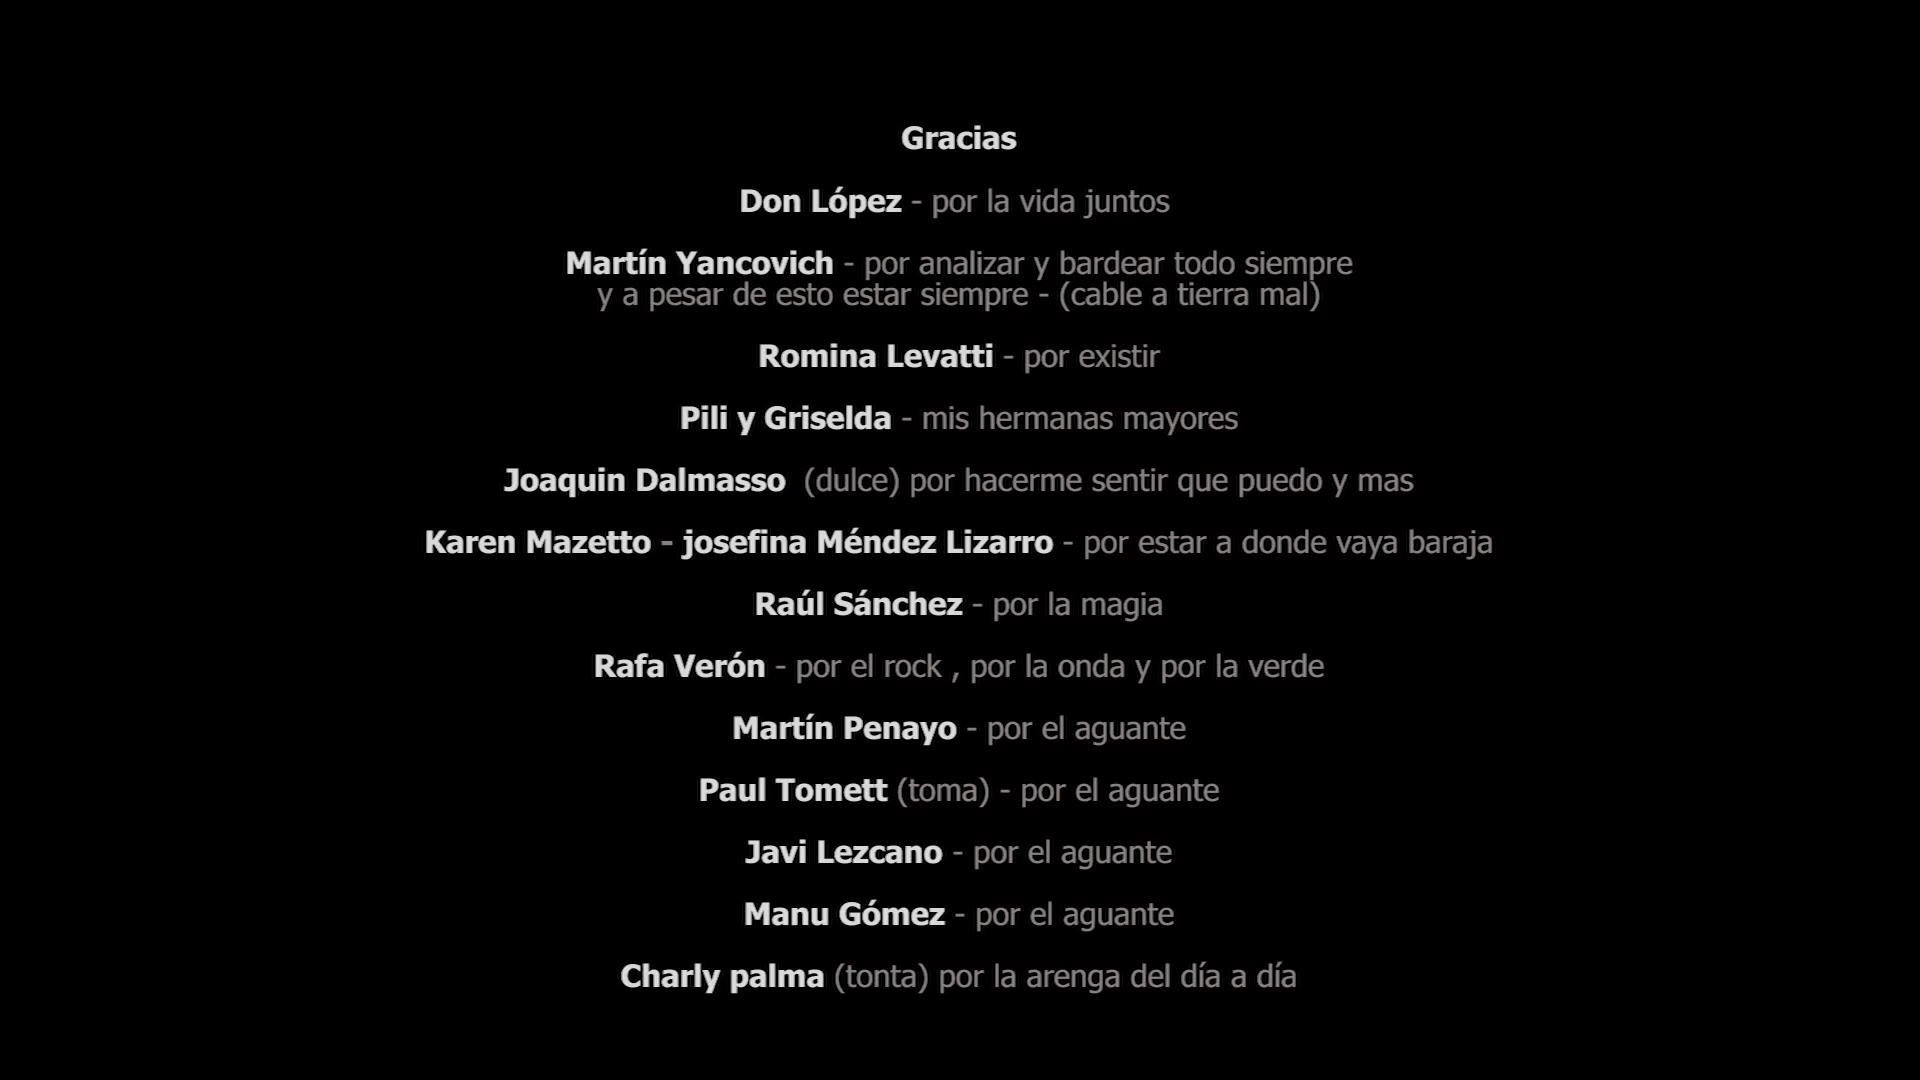 Gracias
Don López - por la vida juntos
Martín Yancovich - por analizar y bardear todo siempre
y a pesar de esto estar siempre - (cable a tierra mal)
Romina Levatti - por existir
Pili y Griselda - mis hermanas mayores
Joaquin Dalmasso  (dulce) por hacerme sentir que puedo y mas
Karen Mazetto - josefina Méndez Lizarro - por estar a donde vaya baraja
Raúl Sánchez - por la magia
Rafa Verón - por el rock , por la onda y por la verde
Martín Penayo - por el aguante
Paul Tomett (toma) - por el aguante
Javi Lezcano - por el aguante
Manu Gómez - por el aguante
Charly palma (tonta) por la arenga del día a día